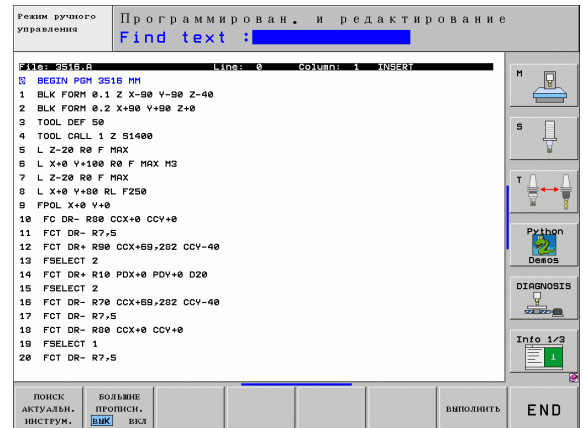 Режим ручного
управления
Программирован. и редактирование
Find text :
File: 3516.A Line: 0 Column: 1 INSERT
0 BEGIN PGM 3516 MM
1 BLK FORM 0.1 Z X-90 Y-90 Z-40
2 BLK FORM 0.2 X+90 Y+90 Z+0
3 TOOL DEF 50
4 TOOL CALL 1 Z S1400
5 L Z-20 R0 F MAX
6 L X+0 Y+100 R0 F MAX M3
7 L Z-20 R0 F MAX
8 L X+0 Y+80 RL F250
9 FPOL X+0 Y+0
10 FC DR- R80 CCX+0 CCY+0
11 FCT DR- R7,5
12 FCT DR+ R90 CCX+69,282 CCY-40
13 FSELECT 2
14 FCT DR+ R10 PDX+0 PDY+0 D20
15 FSELECT 2
16 FCT DR- R70 CCX+69,282 CCY-40
17 FCT DR- R7,5
18 FCT DR- R80 CCX+0 CCY+0
19 FSELECT 1
20 FCT DR- R7,5
M
S
T
Python
Demos
DIAGNOSIS
Info 1/3
i
ПОИСК
АКТУАЛЬН.
ИНСТРУМ.
БОЛЬШИЕ
ПРОПИСН.
ВЫК ВКЛ
ВЫПОЛНИТЬ
END